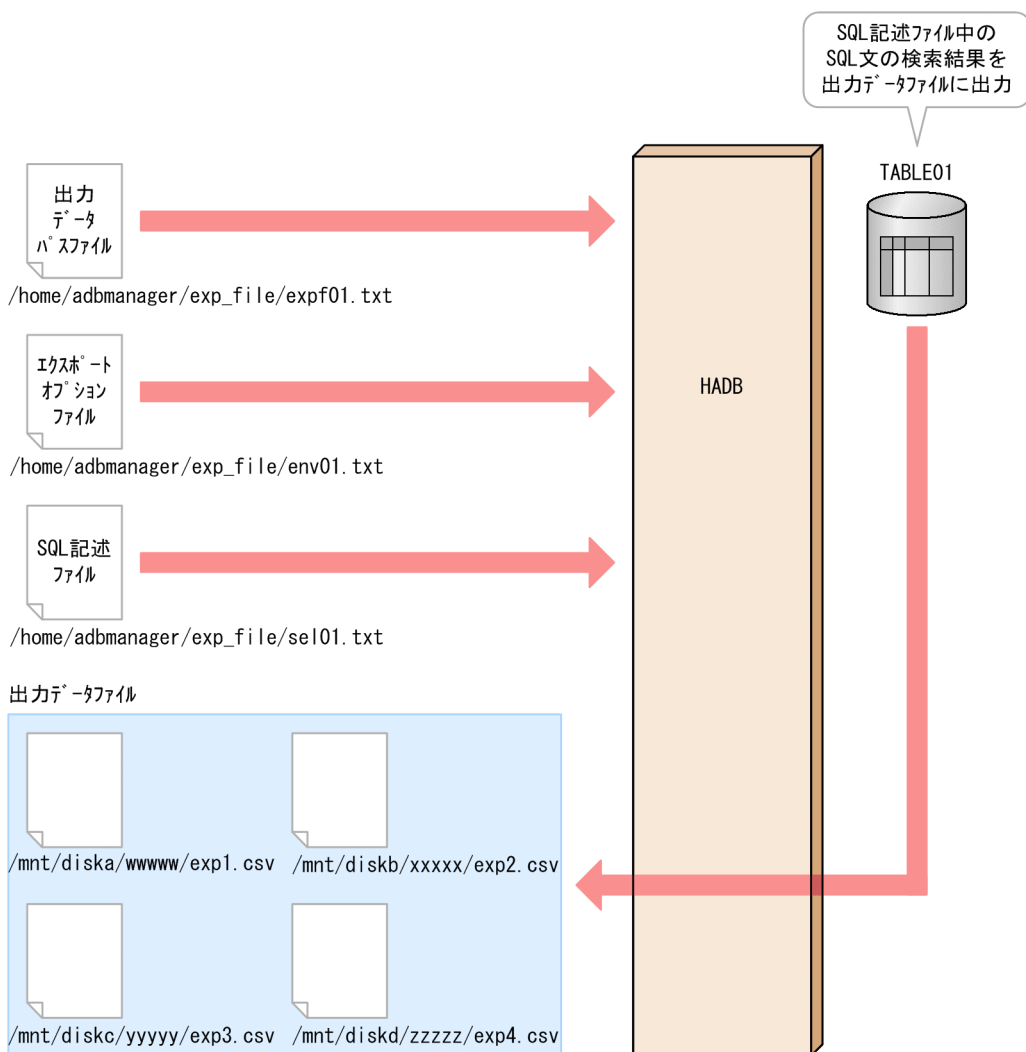 SQL記述ﾌｧｲﾙ中の
SQL文の検索結果を
出力ﾃﾞｰﾀﾌｧｲﾙに出力
TABLE01
出力
ﾃﾞｰﾀ
ﾊﾟｽﾌｧｲﾙ
/home/adbmanager/exp_file/expf01.txt
ｴｸｽﾎﾟｰﾄ
ｵﾌﾟｼｮﾝ
ﾌｧｲﾙ
HADB
/home/adbmanager/exp_file/env01.txt
SQL記述
ﾌｧｲﾙ
/home/adbmanager/exp_file/sel01.txt
出力ﾃﾞｰﾀﾌｧｲﾙ
/mnt/diska/wwwww/exp1.csv
/mnt/diskb/xxxxx/exp2.csv
/mnt/diskc/yyyyy/exp3.csv
/mnt/diskd/zzzzz/exp4.csv